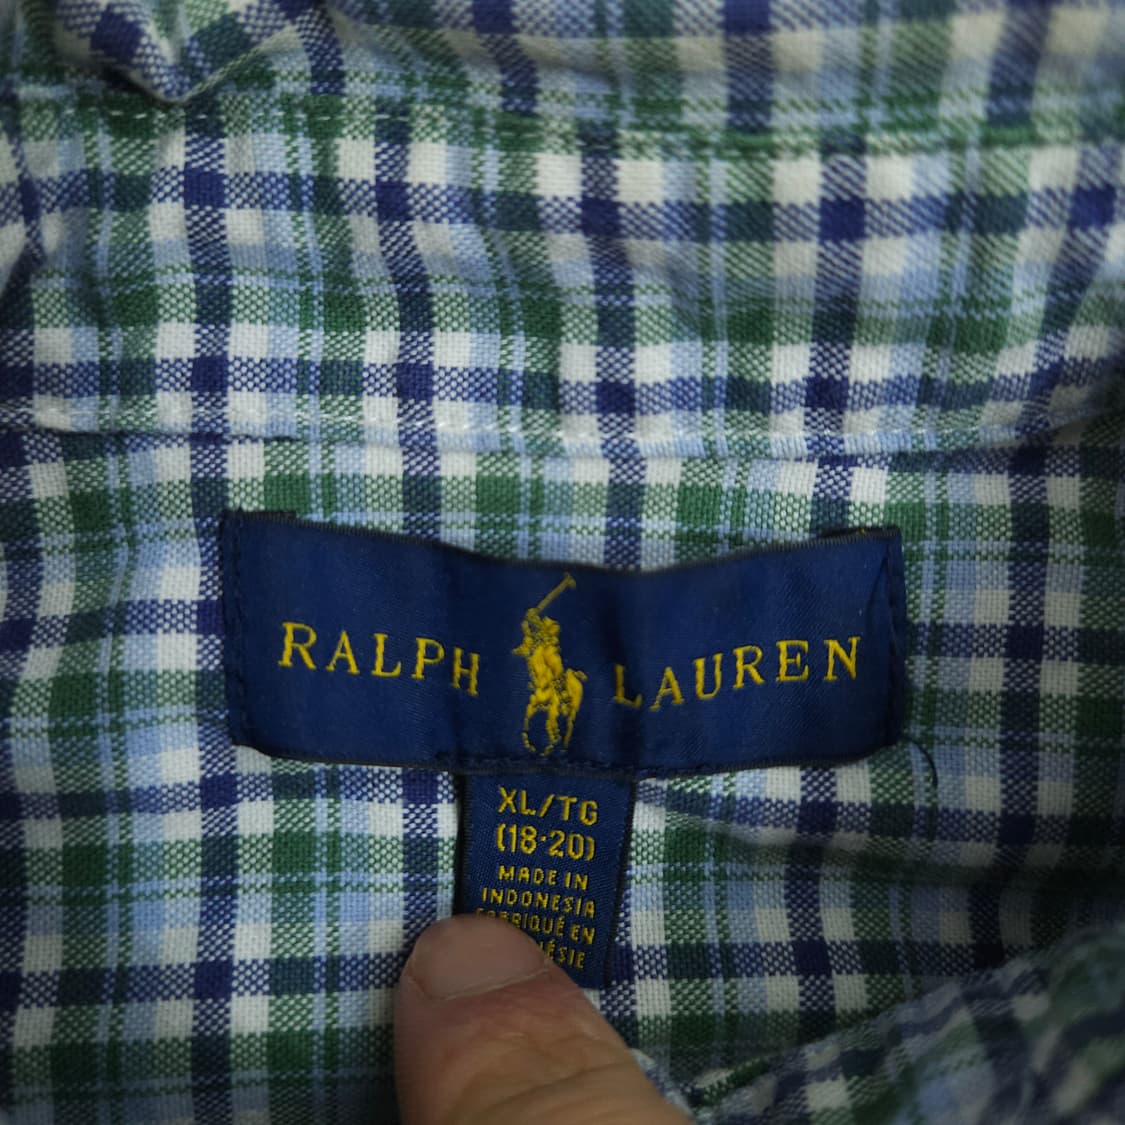 RALPH LAUREN
XL/TG
(18-20)
MADE IN
INDONESIA
FABRIQUÉ EN